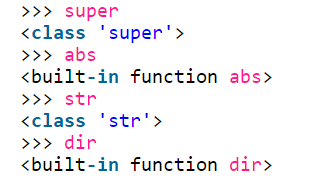 >>> super
<class 'super'>
>>> abs
<built-in function abs>
>>> str
<class 'str'>
>>> dir
<built-in function dir>